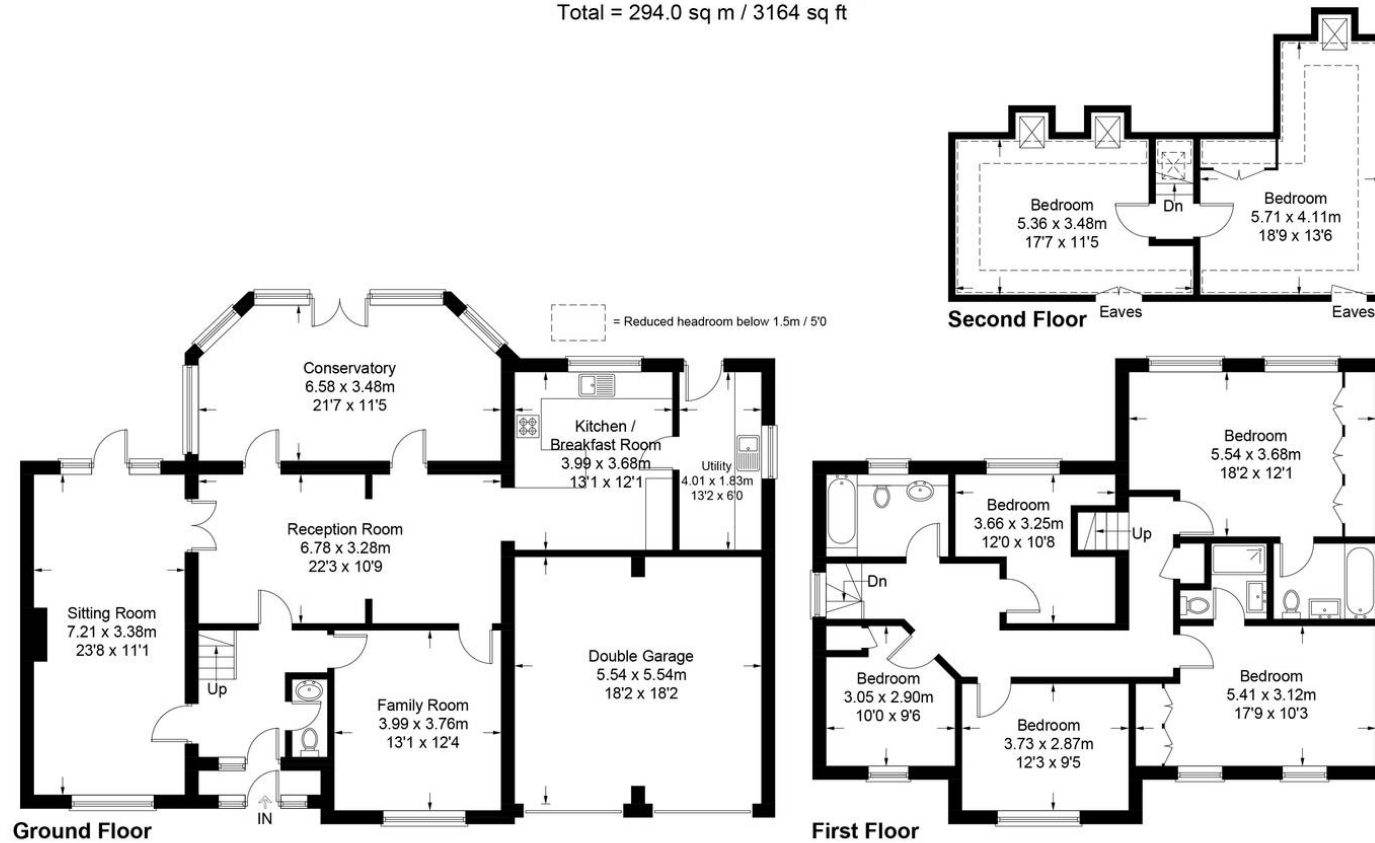 Total = 294.0 sq m / 3164 sq ft
Bedroom
5.36 x 3.48m
17'7 x 11'5
Dn
Bedroom
5.71 x 4.11m
18'9 x 13'6
Second Floor
Eaves
Eaves
= Reduced headroom below 1.5m / 5'0
Conservatory
6.58 x 3.48m
21'7 x 11'5
Kitchen /
Breakfast Room
3.99 x 3.68m
13'1 x 12'1
Utility
4.01 x 1.83m
13'2 x 6'0
Reception Room
6.78 x 3.28m
22'3 x 10'9
Sitting Room
7.21 x 3.38m
23'8 x 11'1
Up
Family Room
3.99 x 3.76m
13'1 x 12'4
Double Garage
5.54 x 5.54m
18'2 x 18'2
IN
Ground Floor
Bedroom
5.54 x 3.68m
18'2 x 12'1
Bedroom
3.66 x 3.25m
12'0 x 10'8
Up
Dn
Bedroom
3.05 x 2.90m
10'0 x 9'6
Bedroom
3.73 x 2.87m
12'3 x 9'5
Bedroom
5.41 x 3.12m
17'9 x 10'3
First Floor